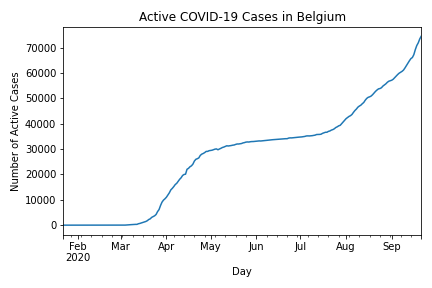 Active COVID-19 Cases in Belgium
Number of Active Cases
70000
60000
50000
40000
30000
20000
10000
0
Feb Mar Apr May Jun Jul Aug Sep
2020
Day